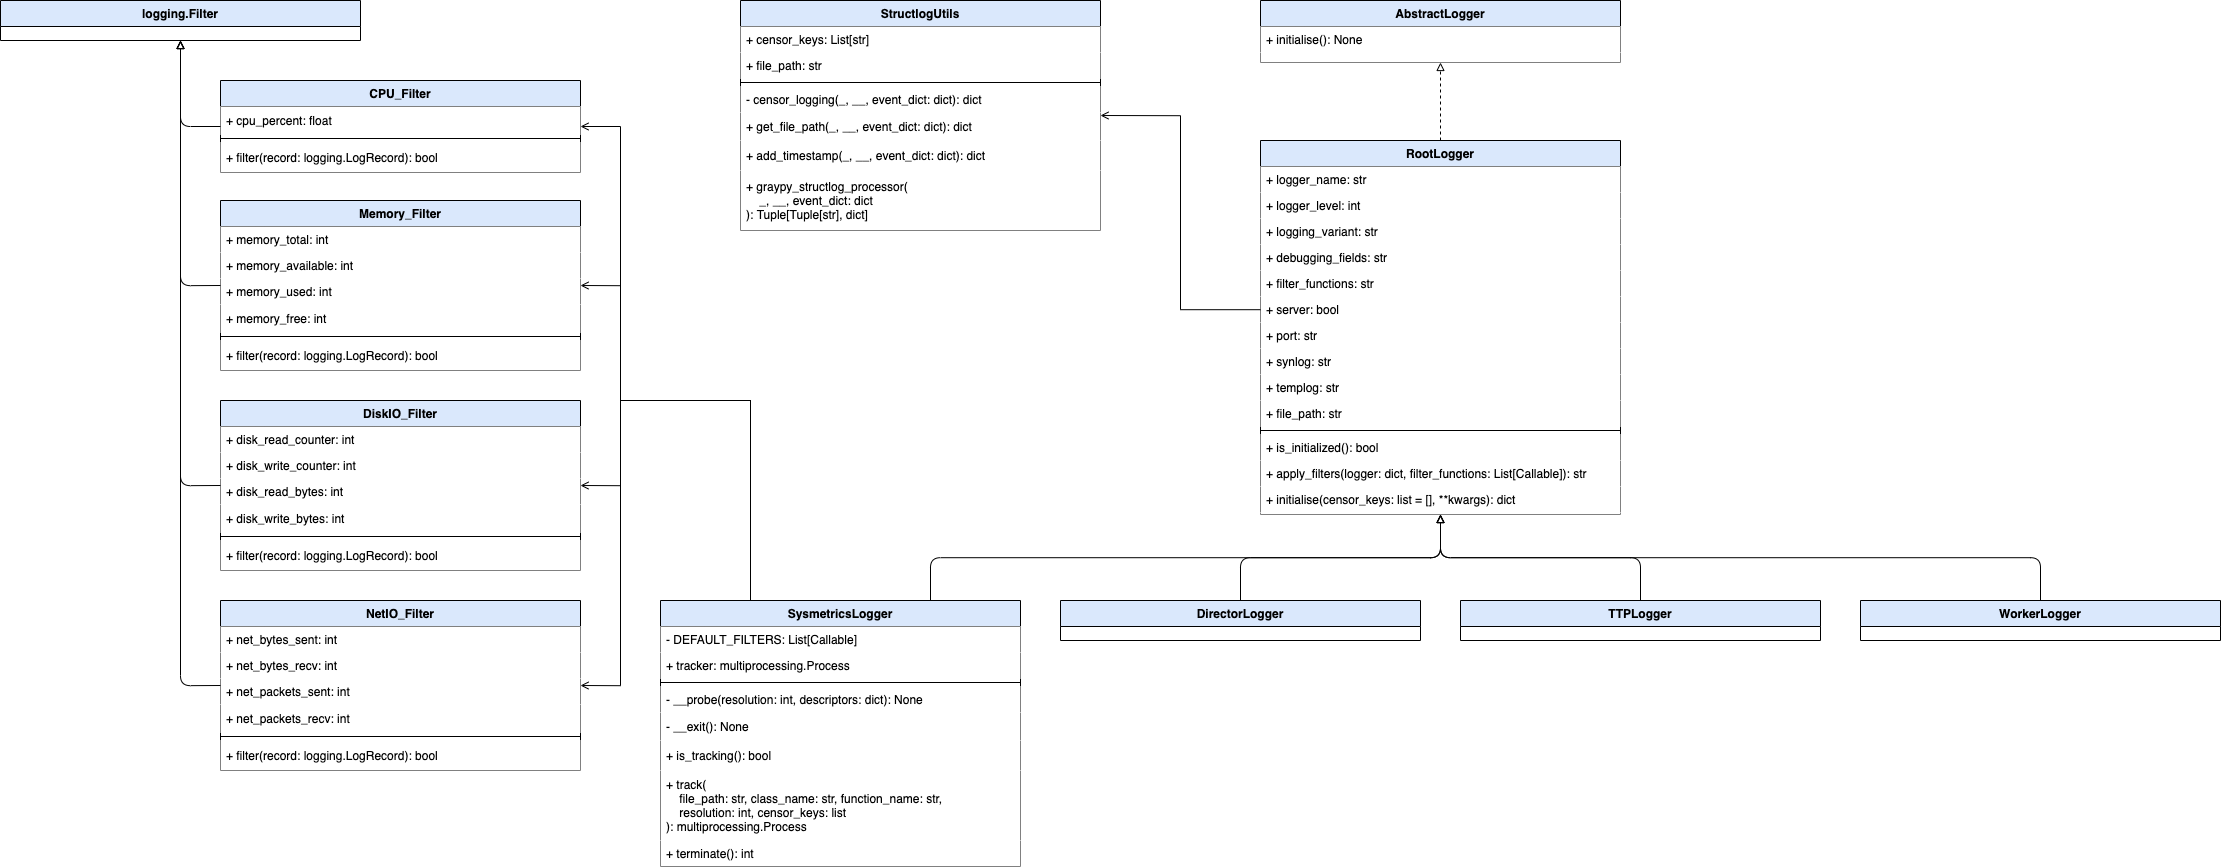 logging.Filter
CPU_Filter
+ cpu_percent: float
+ filter(record: logging.LogRecord): bool
Memory_Filter
+ memory_total: int
+ memory_available: int
+ memory_used: int
+ memory_free: int
+ filter(record: logging.LogRecord): bool
DiskIO_Filter
+ disk_read_counter: int
+ disk_write_counter: int
+ disk_read_bytes: int
+ disk_write_bytes: int
+ filter(record: logging.LogRecord): bool
NetIO_Filter
+ net_bytes_sent: int
+ net_bytes_recv: int
+ net_packets_sent: int
+ net_packets_recv: int
+ filter(record: logging.LogRecord): bool
StructlogUtils
+ censor_keys: List[str]
+ file_path: str
- censor_logging(_, __, event_dict: dict): dict
+ get_file_path(_, __, event_dict: dict): dict
+ add_timestamp(_, __, event_dict: dict): dict
+ graypy_structlog_processor(
_, __, event_dict: dict
): Tuple[Tuple[str], dict]
AbstractLogger
+ initialise(): None
RootLogger
+ logger_name: str
+ logger_level: int
+ logging_variant: str
+ debugging_fields: str
+ filter_functions: str
+ server: bool
+ port: str
+ synlog: str
+ templog: str
+ file_path: str
+ is_initialized(): bool
+ apply_filters(logger: dict, filter_functions: List[Callable]): str
+ initialise(censor_keys: list = [], **kwargs): dict
SysmetricsLogger
- DEFAULT_FILTERS: List[Callable]
+ tracker: multiprocessing.Process
- __probe(resolution: int, descriptors: dict): None
- __exit(): None
+ is_tracking(): bool
+ track(
file_path: str, class_name: str, function_name: str,
resolution: int, censor_keys: list
): multiprocessing.Process
+ terminate(): int
DirectorLogger
TTPLogger
WorkerLogger